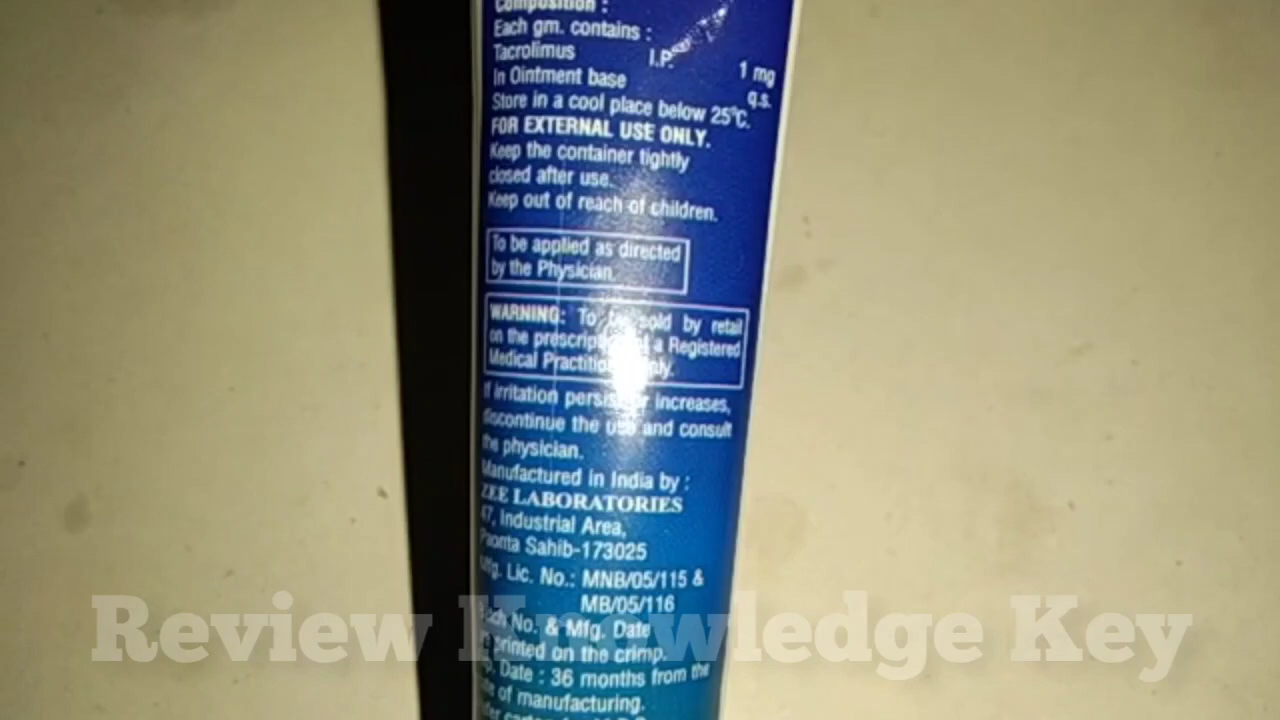 Composition :
Each gm. contains :
Tacrolimus I.P. 1 mg
In Ointment base q.s.
Store in a cool place below 25°C.
FOR EXTERNAL USE ONLY.
Keep the container tightly
closed after use.
Keep out of reach of children.
To be applied as directed
by the Physician.
WARNING: To be sold by retail
on the prescription of a Registered
Medical Practitioner only.
If irritation persists or increases,
discontinue the use and consult
the physician.
Manufactured in India by :
ZEE LABORATORIES
47, Industrial Area,
Paonta Sahib-173025
Mfg. Lic. No.: MNB/05/115 &
MB/05/116
Batch No. & Mfg. Date
printed on the crimp.
Exp. Date : 36 months from the
date of manufacturing.
Review Knowledge Key